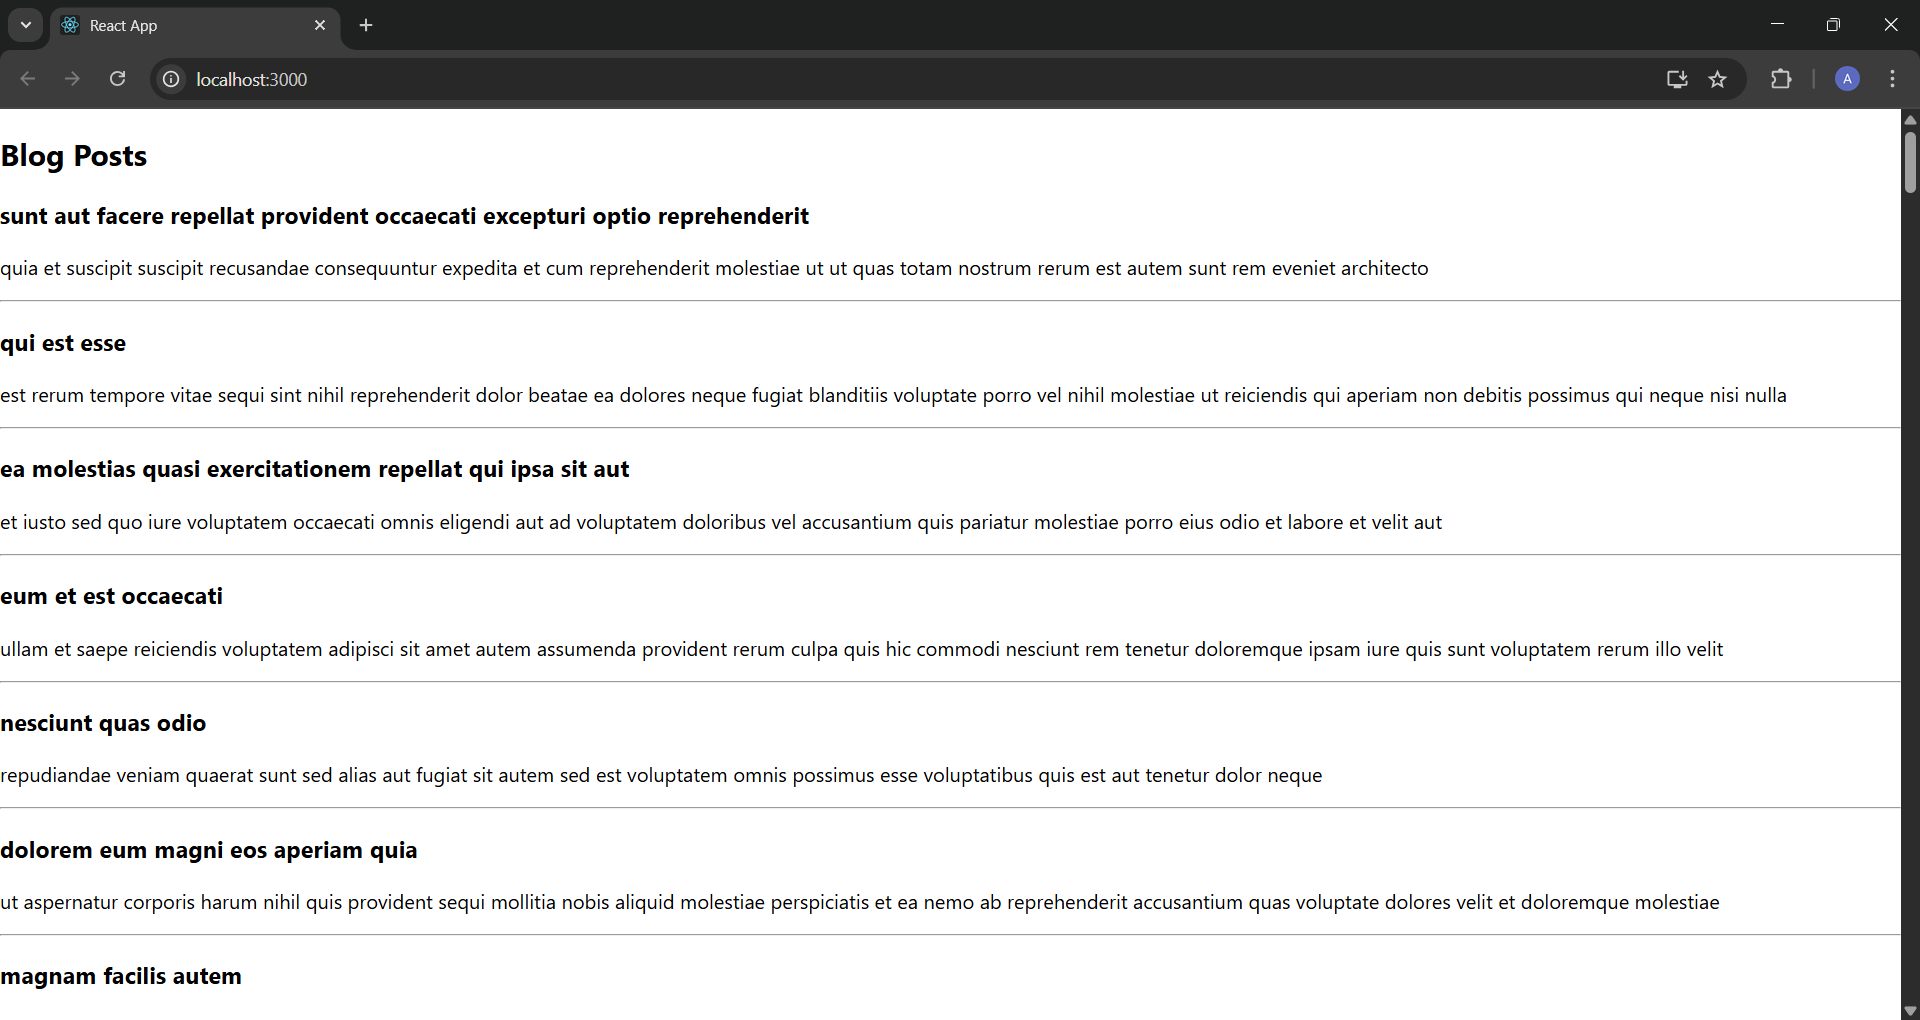 React App
localhost:3000
A
Blog Posts
sunt aut facere repellat provident occaecati excepturi optio reprehenderit
quia et suscipit suscipit recusandae consequuntur expedita et cum reprehenderit molestiae ut ut quas totam nostrum rerum est autem sunt rem eveniet architecto
qui est esse
est rerum tempore vitae sequi sint nihil reprehenderit dolor beatae ea dolores neque fugiat blanditiis voluptate porro vel nihil molestiae ut reiciendis qui aperiam non debitis possimus qui neque nisi nulla
ea molestias quasi exercitationem repellat qui ipsa sit aut
et iusto sed quo iure voluptatem occaecati omnis eligendi aut ad voluptatem doloribus vel accusantium quis pariatur molestiae porro eius odio et labore et velit aut
eum et est occaecati
ullam et saepe reiciendis voluptatem adipisci sit amet autem assumenda provident rerum culpa quis hic commodi nesciunt rem tenetur doloremque ipsam iure quis sunt voluptatem rerum illo velit
nesciunt quas odio
repudiandae veniam quaerat sunt sed alias aut fugiat sit autem sed est voluptatem omnis possimus esse voluptatibus quis est aut tenetur dolor neque
dolorem eum magni eos aperiam quia
ut aspernatur corporis harum nihil quis provident sequi mollitia nobis aliquid molestiae perspiciatis et ea nemo ab reprehenderit accusantium quas voluptate dolores velit et doloremque molestiae
magnam facilis autem